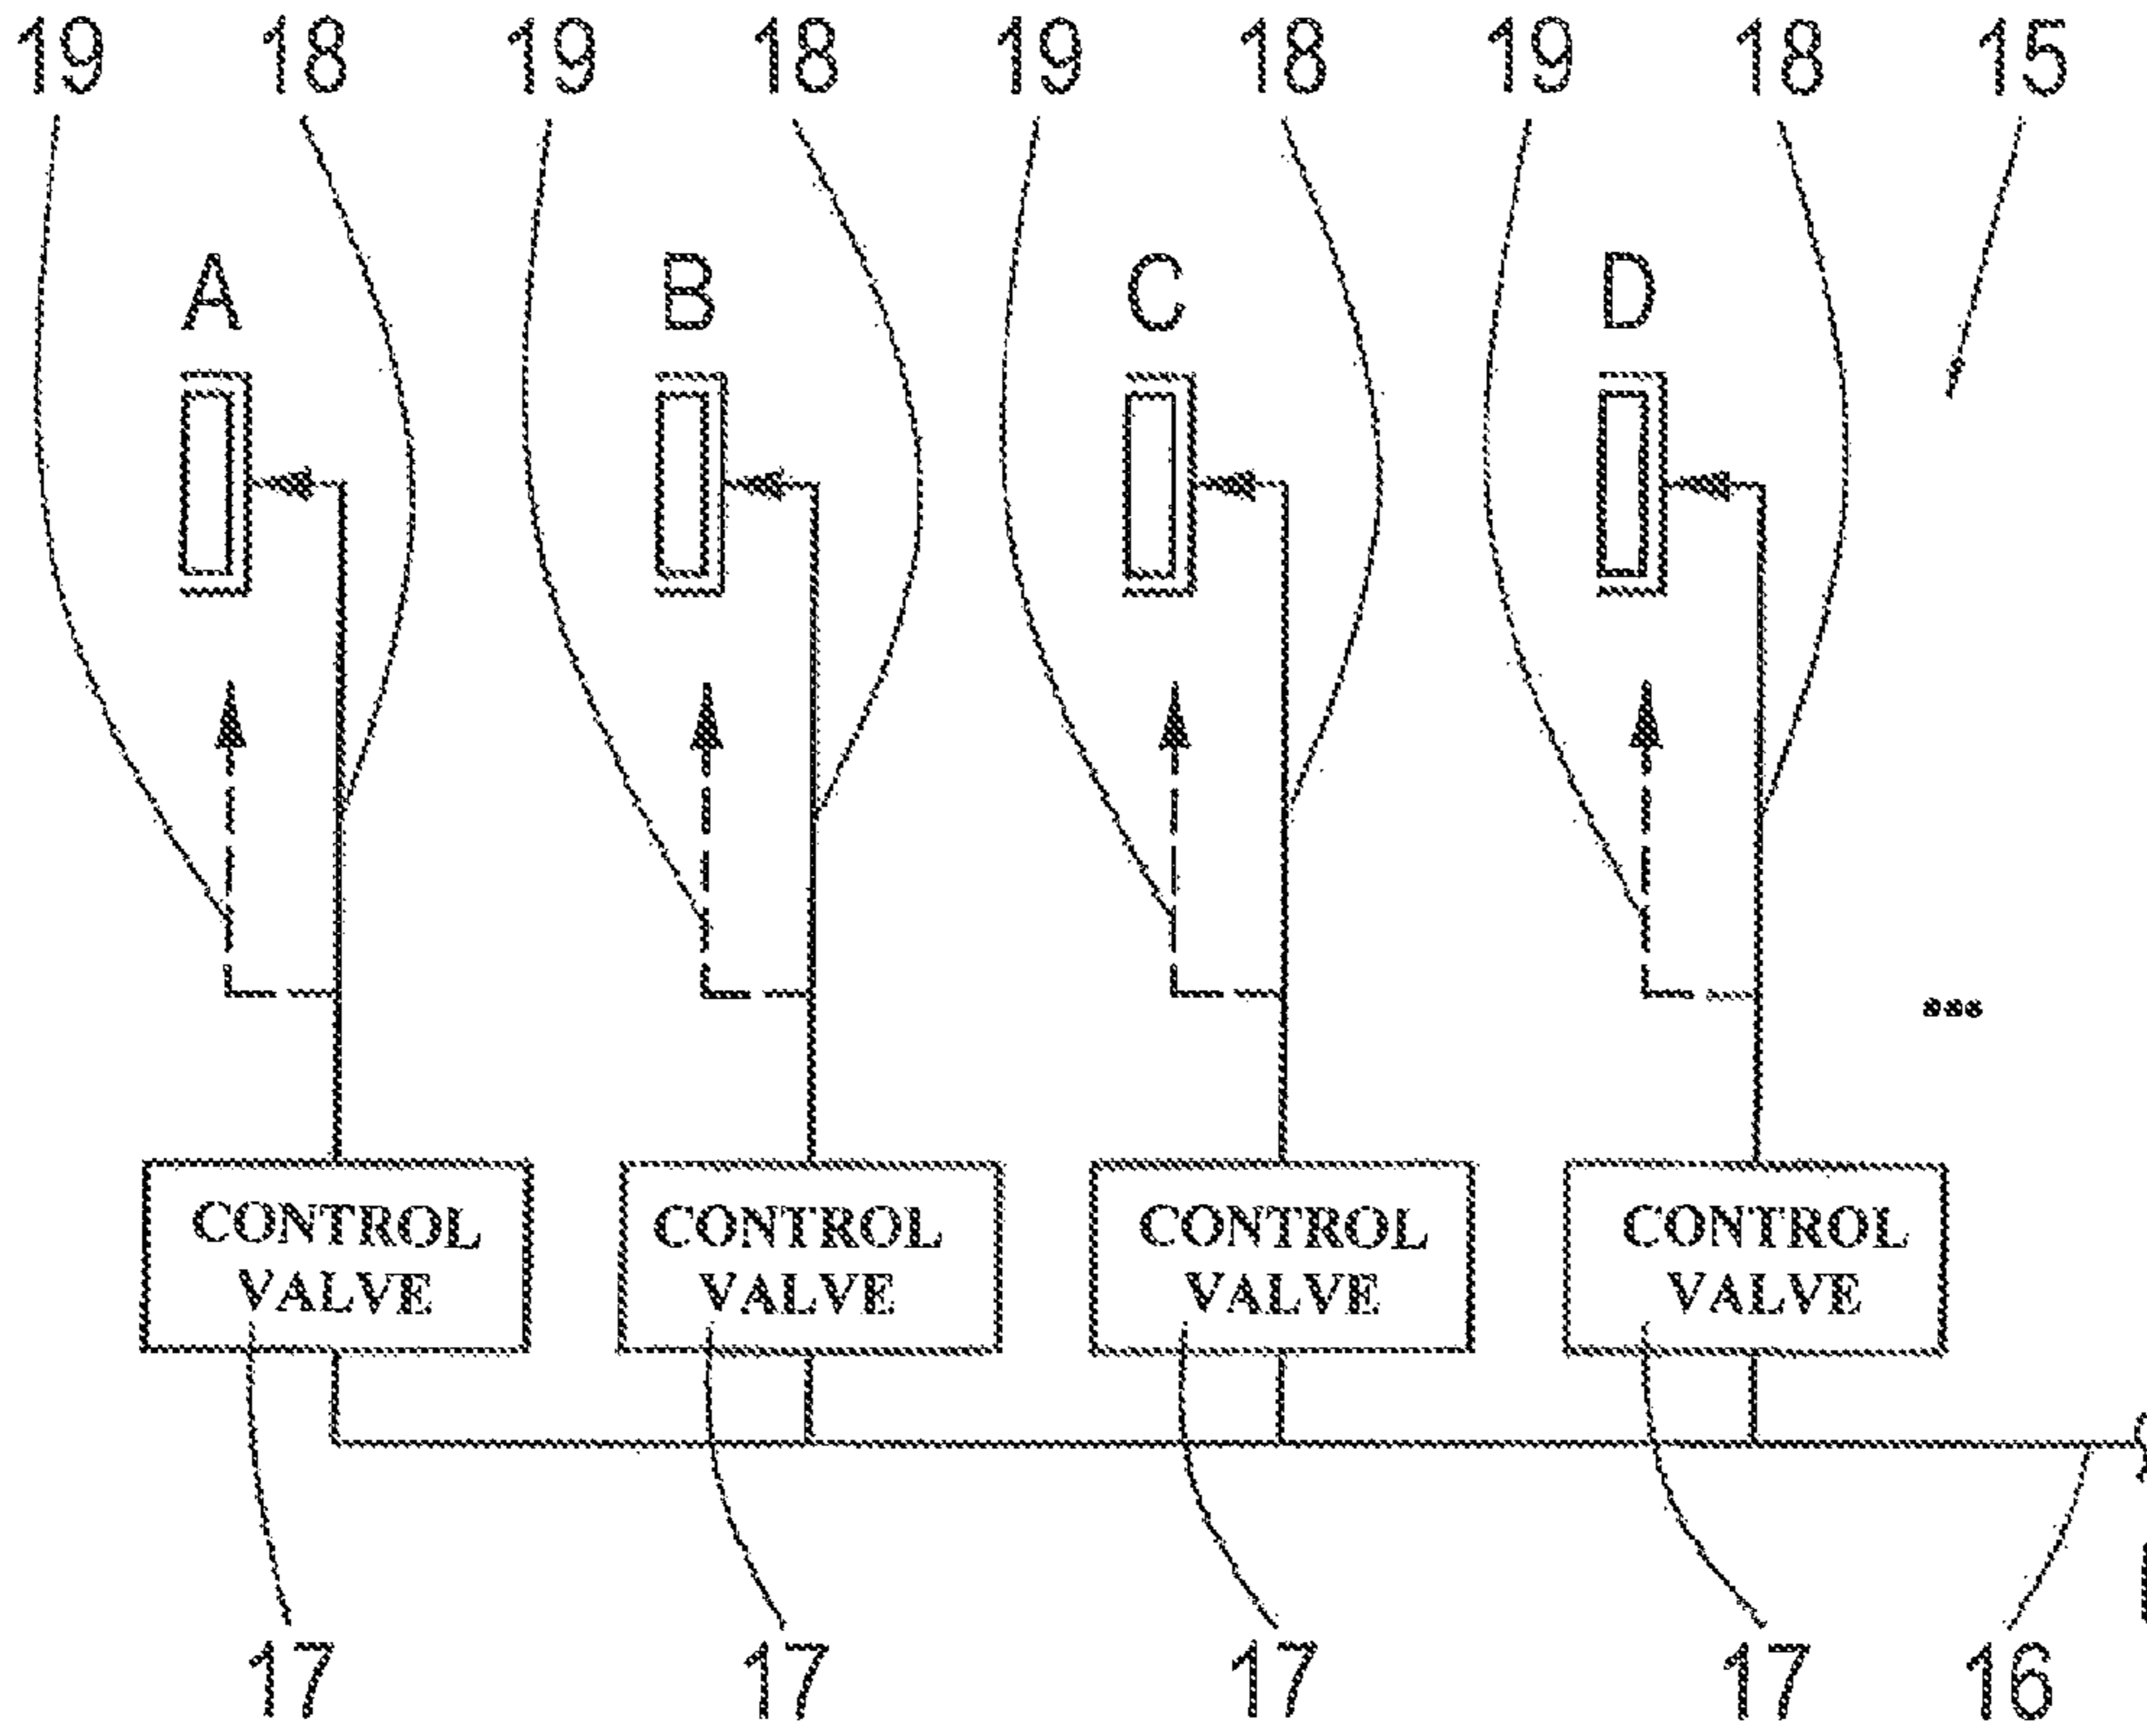 19 18 19 18 19 18 19 18 15
A B C D
...
CONTROL CONTROL CONTROL CONTROL
VALVE VALVE VALVE VALVE
17 17 17 17 16